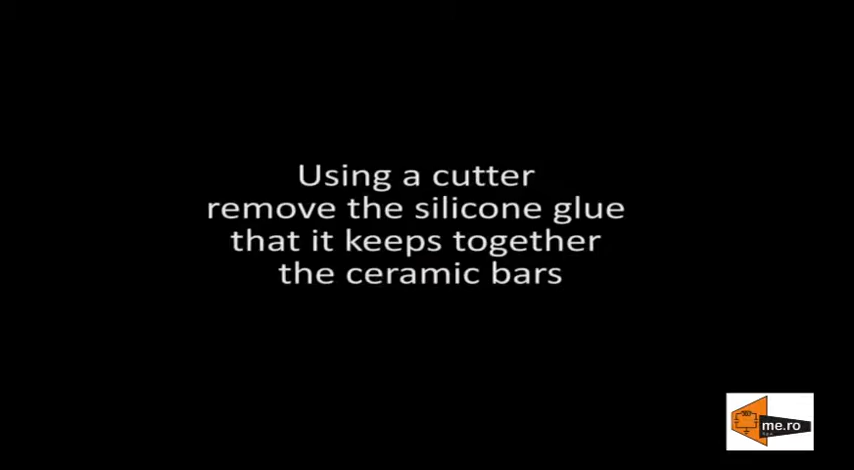 Using a cutter
remove the silicone glue
that it keeps together
the ceramic bars
me.ro